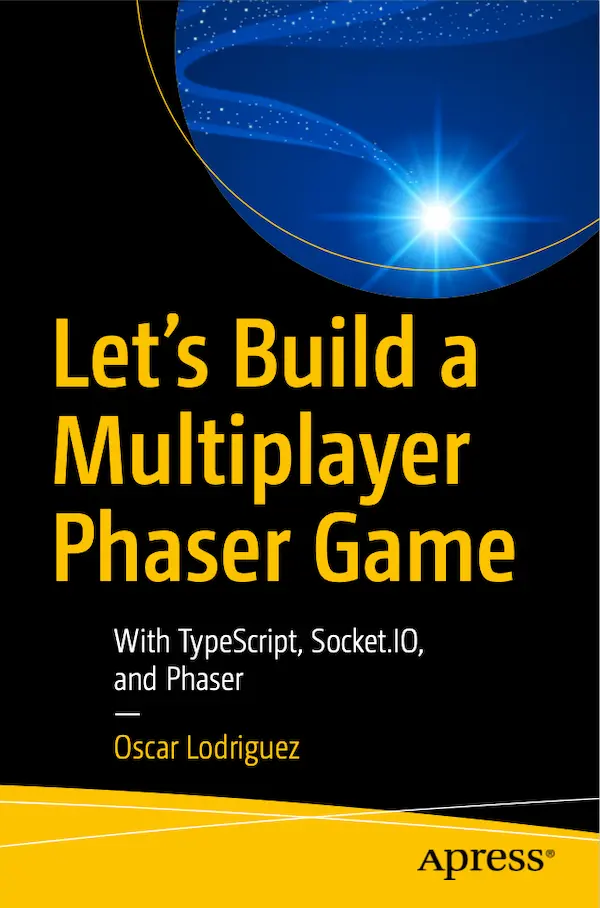 Let’s Build a
Multiplayer
Phaser Game
With TypeScript, Socket.IO,
and Phaser
—
Oscar Lodriguez
Apress®